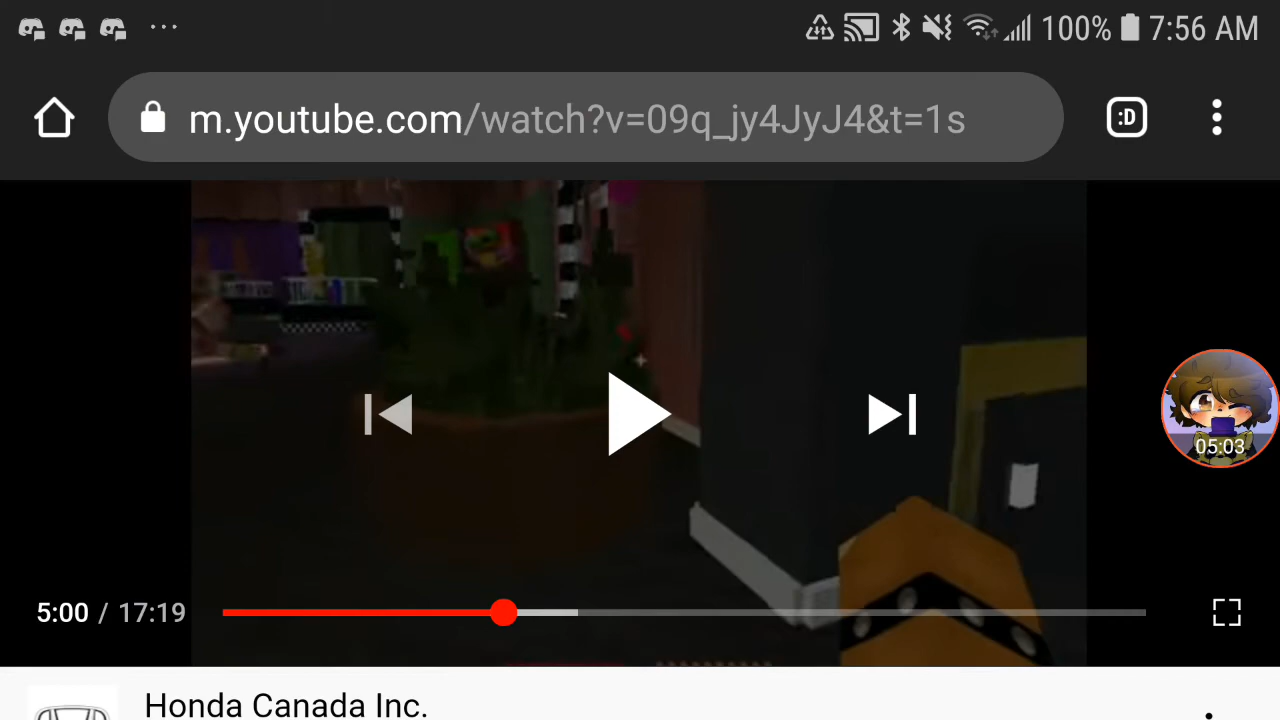 100% 7:56 AM
m.youtube.com/watch?v=09q_jy4JyJ4&t=1s :D
05:03
5:00 / 17:19
Honda Canada Inc.